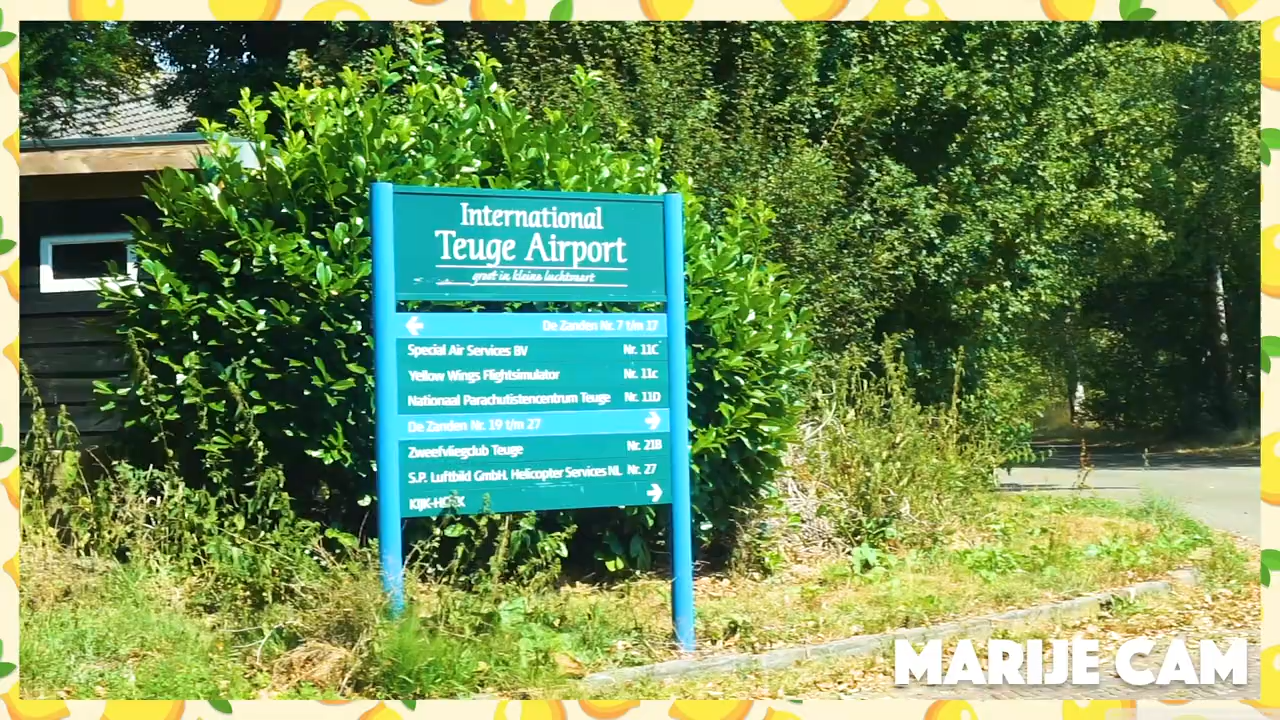 International
Teuge Airport
groot in kleine luchtvaart
De Zanden Nr. 7 t/m 17
Special Air Services BV Nr. 11C
Yellow Wings Flightsimulator Nr. 11c
Nationaal Parachutistencentrum Teuge Nr. 11D
De Zanden Nr. 19 t/m 27
Zweefvliegclub Teuge Nr. 21B
S.P. Luftbild GmbH. Helicopter Services NL Nr. 27
MARIJE CAM